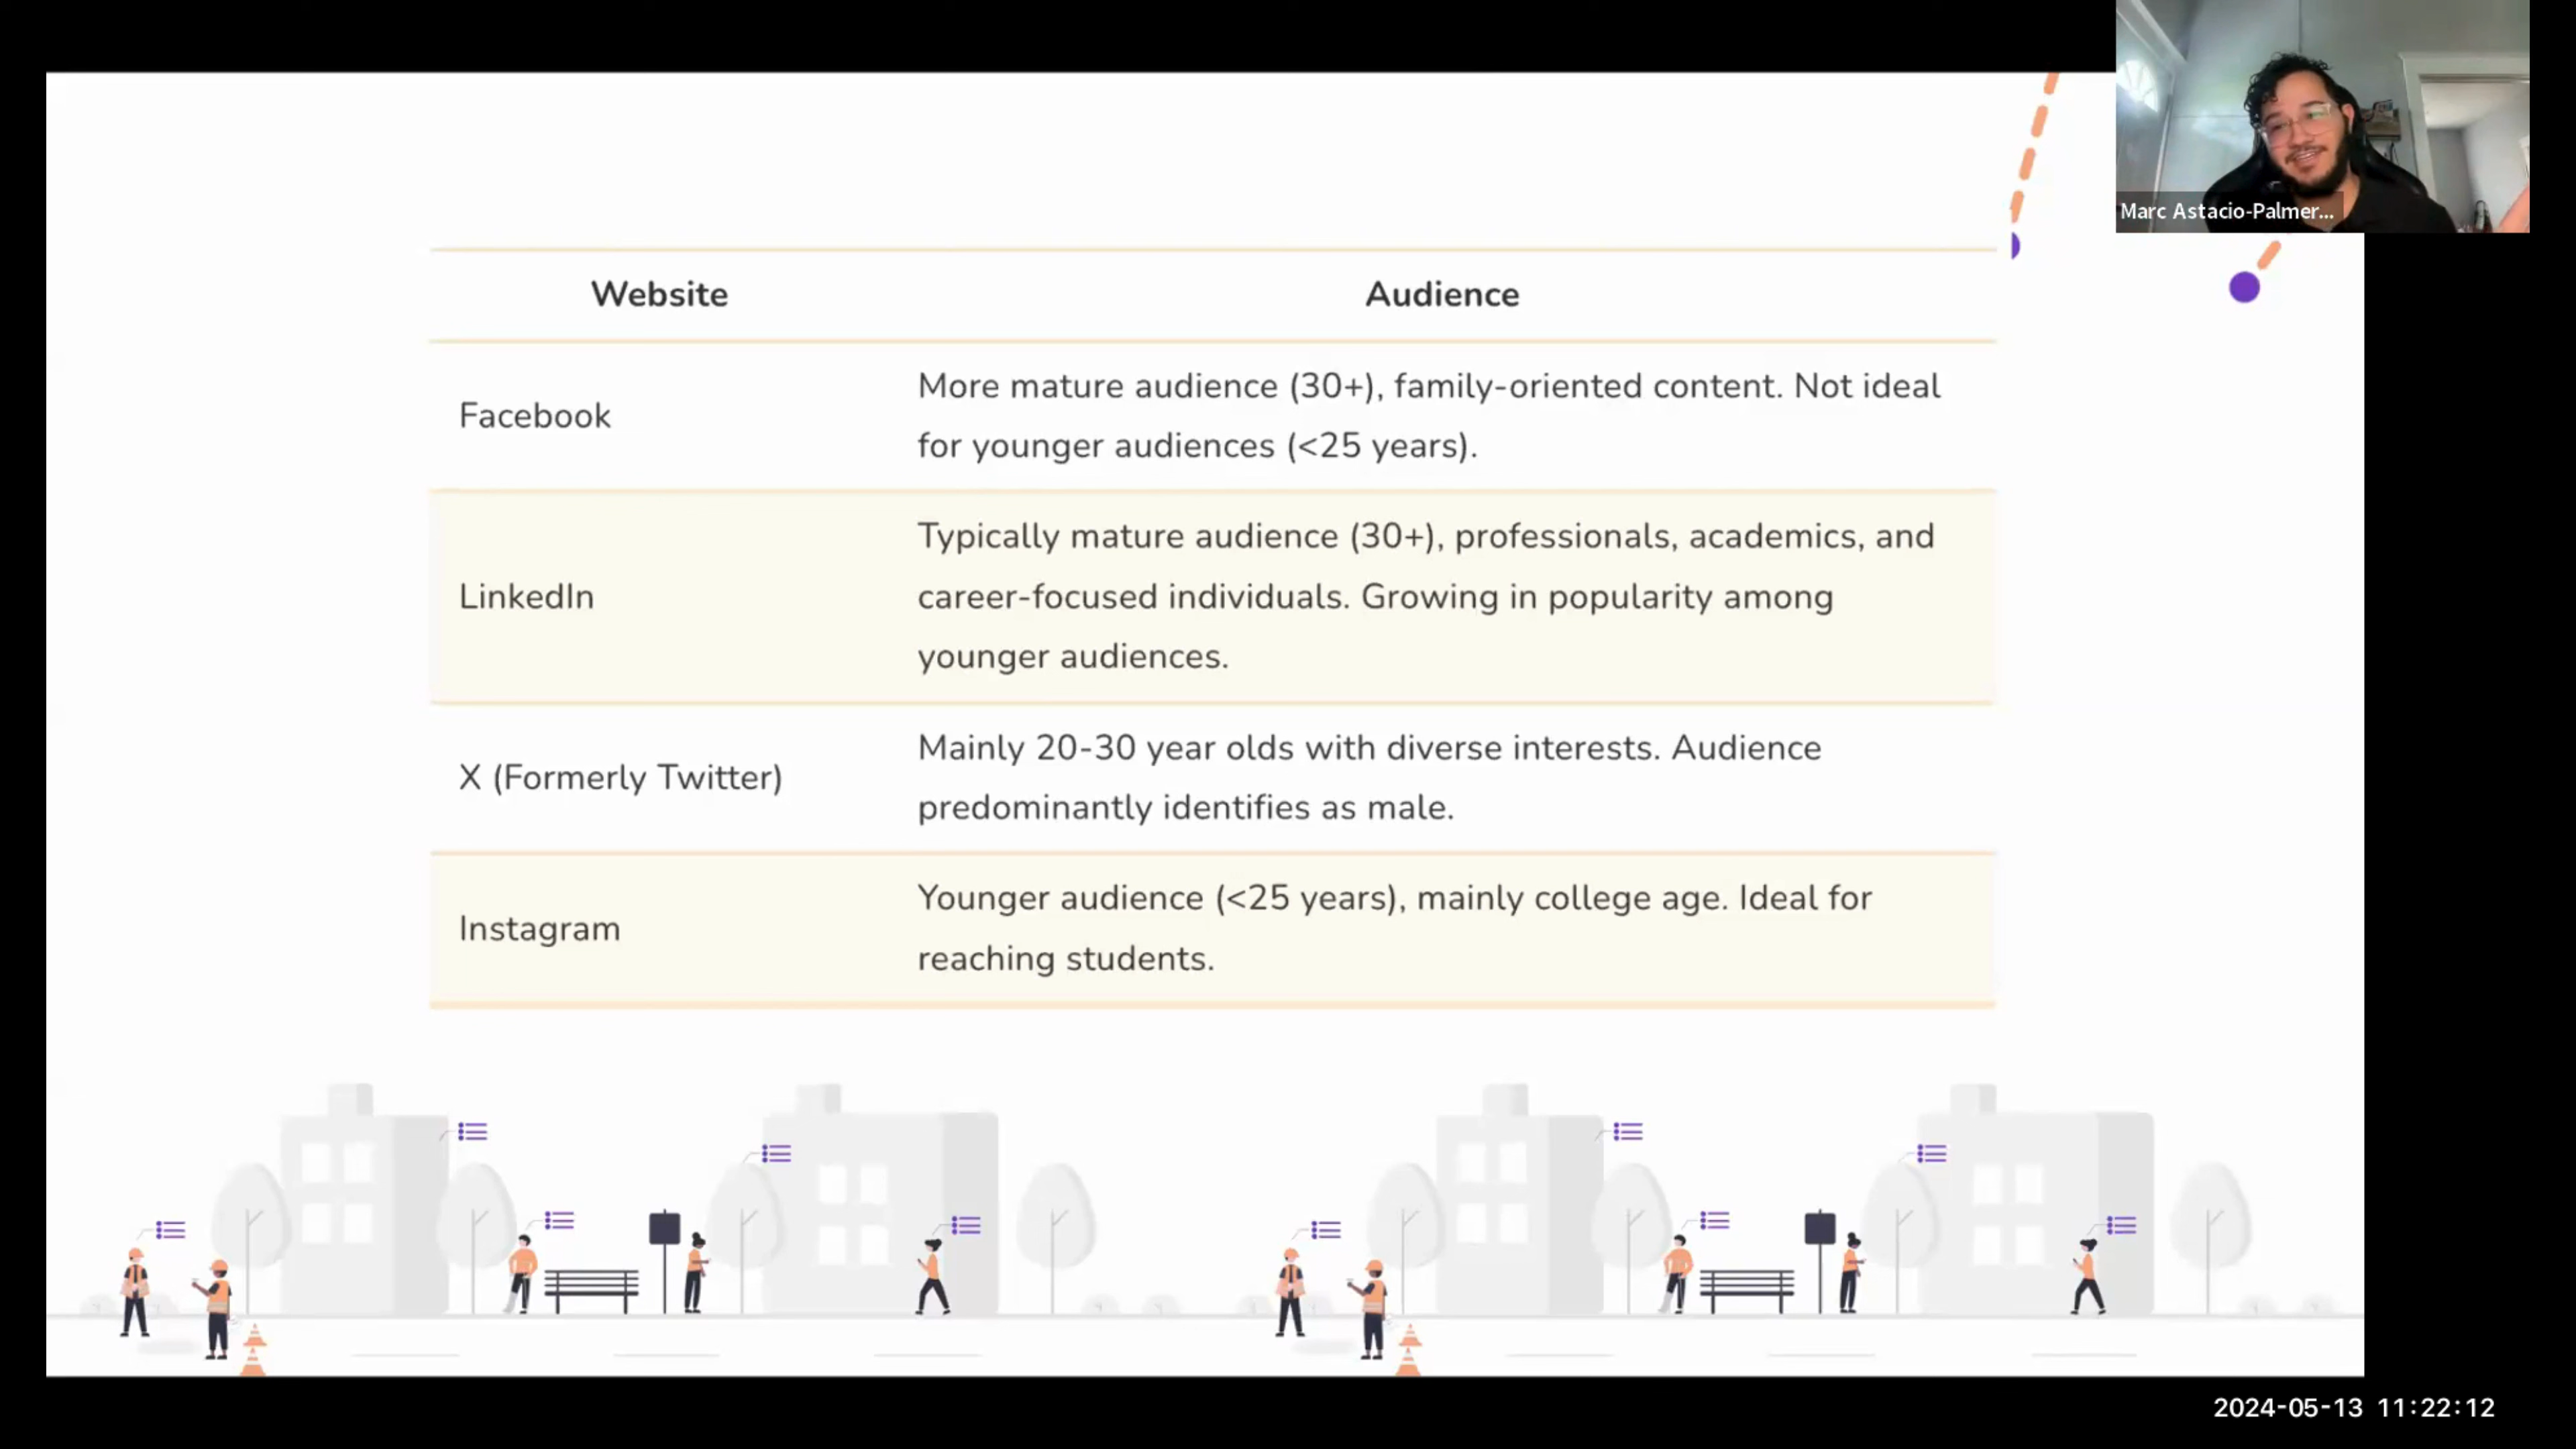 Marc Astacio-Palmer...
Website
Audience
Facebook
More mature audience (30+), family-oriented content. Not ideal
for younger audiences (<25 years).
LinkedIn
Typically mature audience (30+), professionals, academics, and
career-focused individuals. Growing in popularity among
younger audiences.
X (Formerly Twitter)
Mainly 20-30 year olds with diverse interests. Audience
predominantly identifies as male.
Instagram
Younger audience (<25 years), mainly college age. Ideal for
reaching students.
2024-05-13 11:22:12